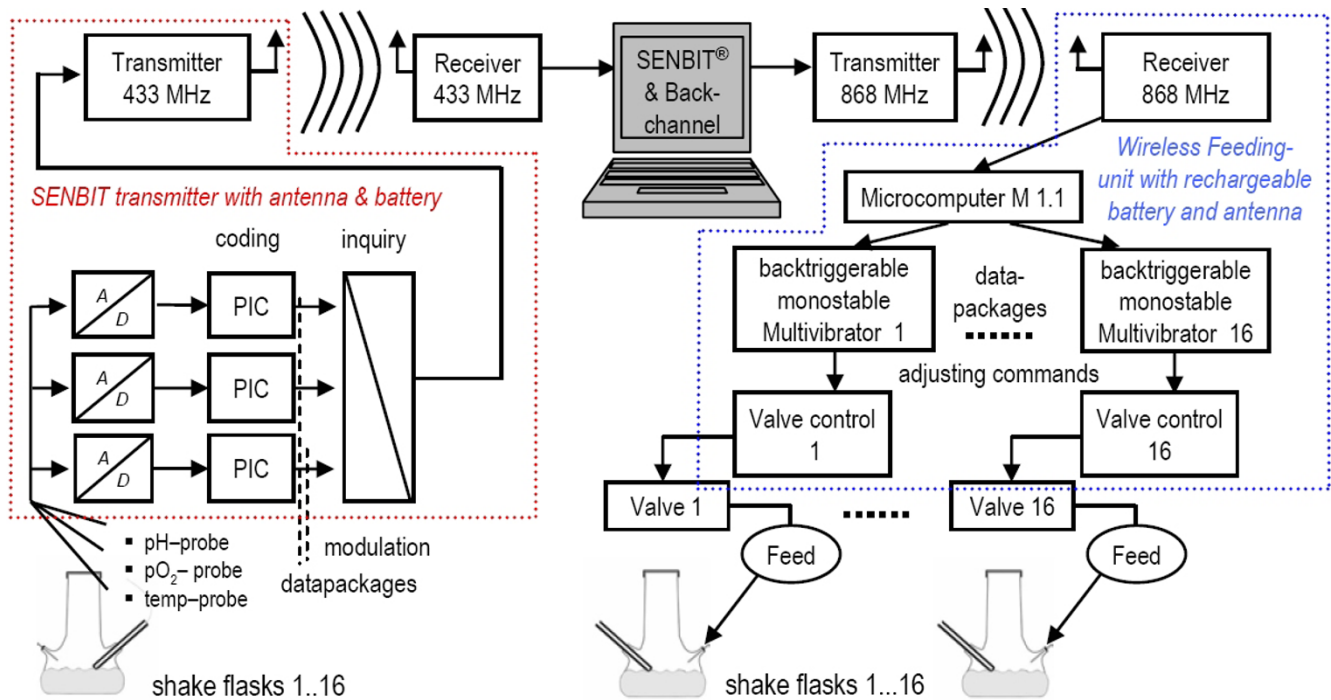 Transmitter
433 MHz
Receiver
433 MHz
SENBIT®
& Back-
channel
Transmitter
868 MHz
Receiver
868 MHz
SENBIT transmitter with antenna & battery
Wireless Feeding-
unit with rechargeable
battery and antenna
Microcomputer M 1.1
coding
inquiry
A
D
PIC
A
D
PIC
A
D
PIC
backtriggerable
monostable
Multivibrator 1
data-
packages
backtriggerable
monostable
Multivibrator 16
adjusting commands
Valve control
1
Valve control
16
Valve 1
Valve 16
Feed
Feed
▪ pH–probe
▪ pO₂– probe
▪ temp–probe
modulation
datapackages
shake flasks 1..16
shake flasks 1...16